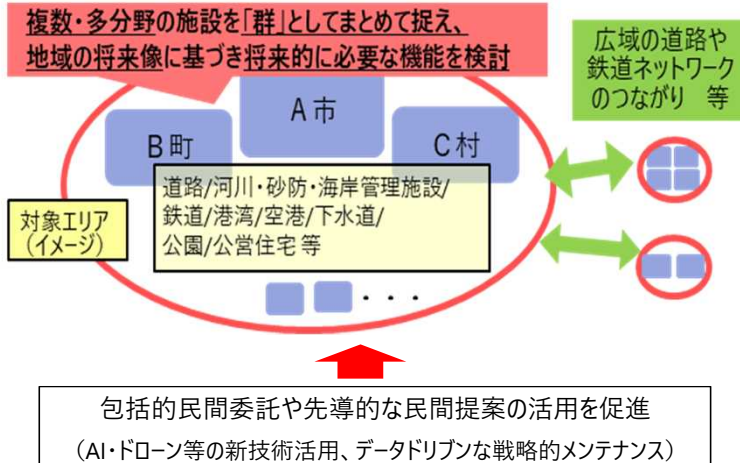 複数・多分野の施設を「群」としてまとめて捉え、
地域の将来像に基づき将来的に必要な機能を検討
広域の道路や
鉄道ネットワーク
のつながり 等
A市
B町
C村
道路/河川・砂防・海岸管理施設/
鉄道/港湾/空港/下水道/
公園/公営住宅 等
対象エリア
(イメージ)
・・・
包括的民間委託や先導的な民間提案の活用を促進
(AI・ドローン等の新技術活用、データドリブンな戦略的メンテナンス)